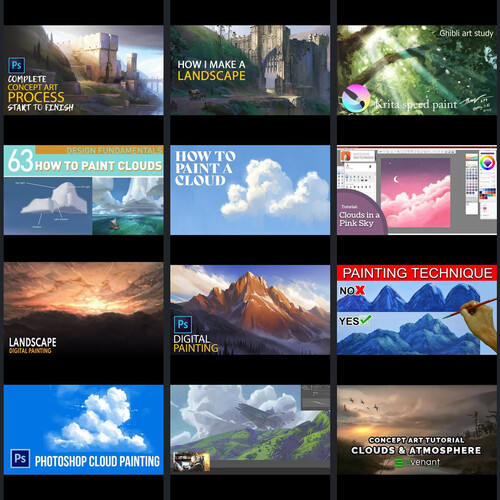 Ps
COMPLETE
CONCEPT ART
PROCESS
START TO FINISH
HOW I MAKE A
LANDSCAPE
Ghibli art study
Krita speed paint
DESIGN FUNDAMENTALS
63 HOW TO PAINT CLOUDS
HOW TO
PAINT A
CLOUD
Tutorial:
Clouds in a
Pink Sky
LANDSCAPE
DIGITAL PAINTING
Ps
DIGITAL
PAINTING
PAINTING TECHNIQUE
NO
YES
Ps PHOTOSHOP CLOUD PAINTING
CONCEPT ART TUTORIAL
CLOUDS & ATMOSPHERE